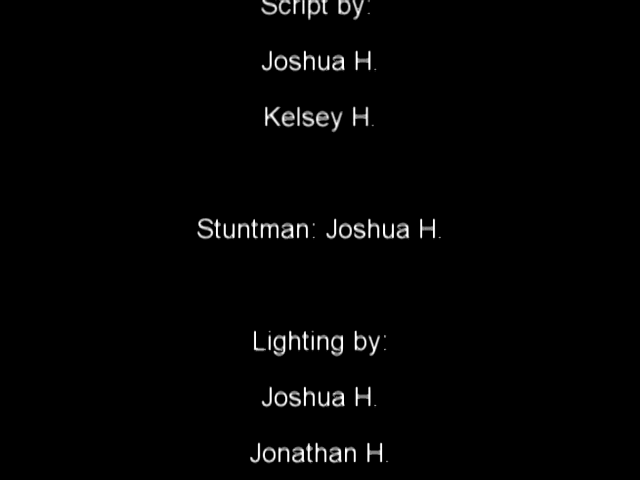 Script by:
Joshua H.
Kelsey H.
Stuntman: Joshua H.
Lighting by:
Joshua H.
Jonathan H.